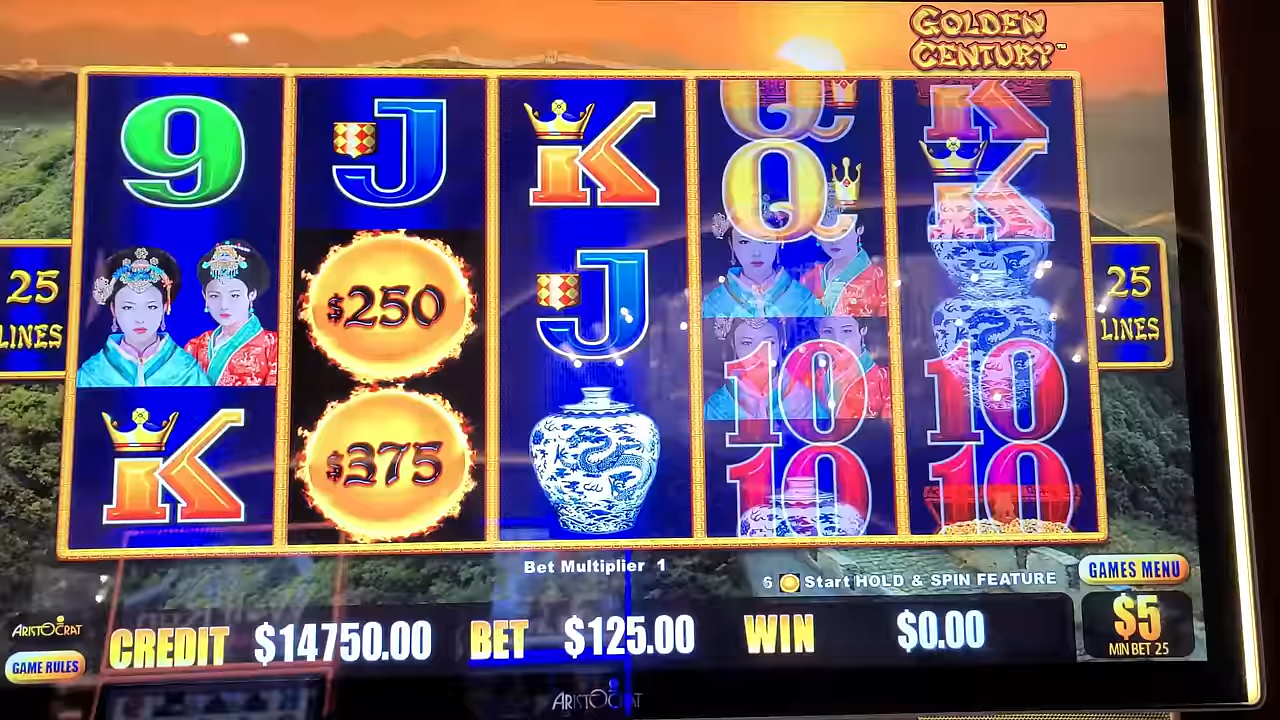 GOLDEN
CENTURY™
9 J K Q K
Q K
25
LINES
$250
J
25
LINES
10 10
K
$375
10 10
Bet Multiplier 1
6 Start HOLD & SPIN FEATURE
GAMES MENU
ARISTOCRAT
GAME RULES
CREDIT $14750.00 BET $125.00 WIN $0.00
$5
MIN BET 25
ARISTOCRAT